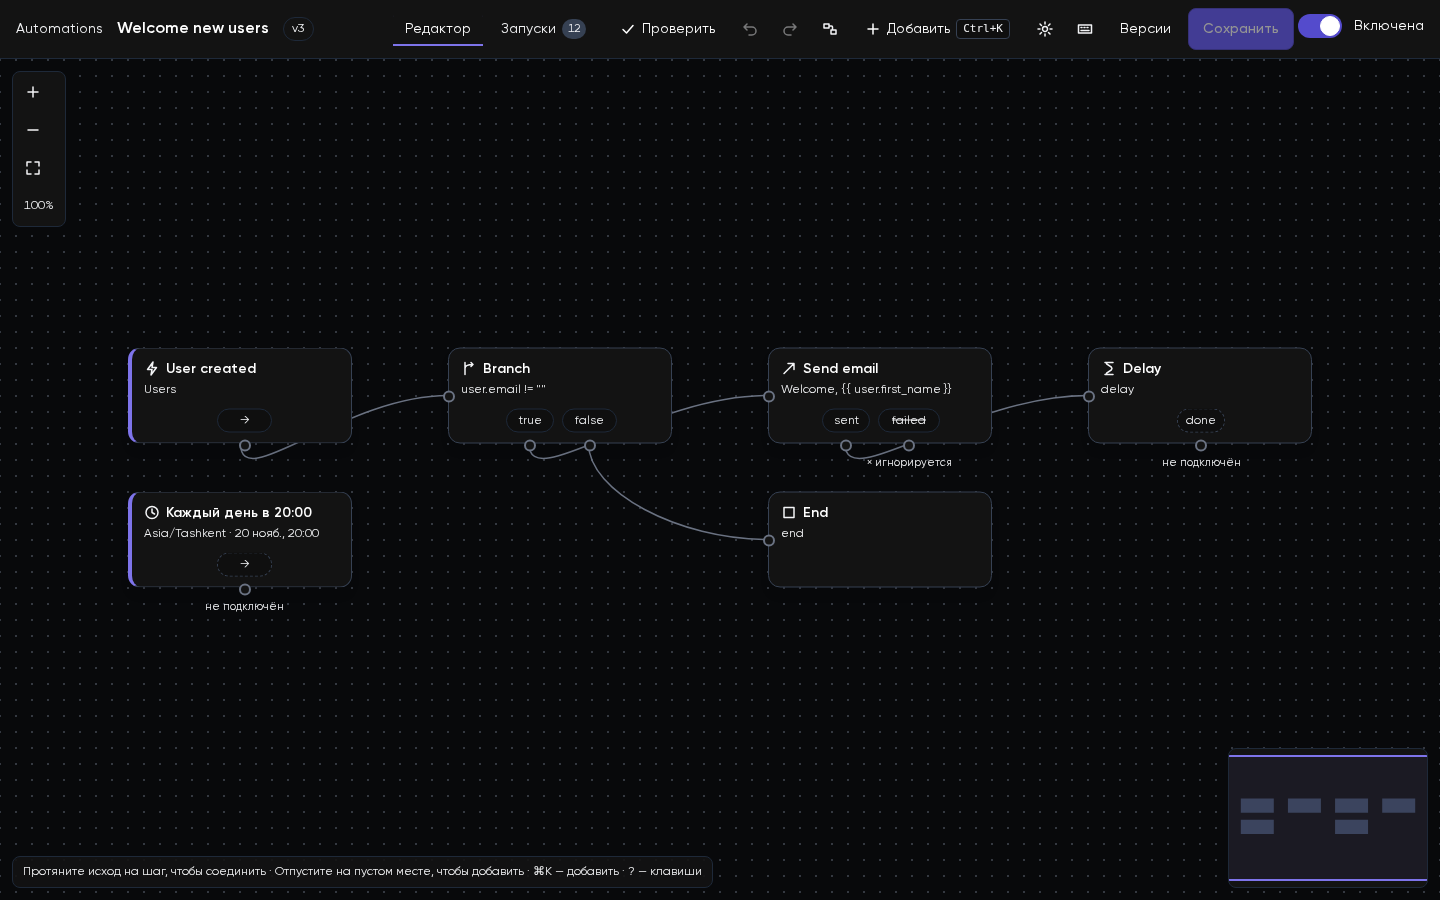 Automations Welcome new users v3 Редактор Запуски 12 Проверить Добавить Ctrl+K Версии Сохранить Включена
100%
User created
Users
→
Branch
user.email != ""
true false
Send email
Welcome, {{ user.first_name }}
sent failed
× игнорируется
Delay
delay
done
не подключён
Каждый день в 20:00
Asia/Tashkent · 20 нояб., 20:00
→
не подключён
End
end
Протяните исход на шаг, чтобы соединить · Отпустите на пустом месте, чтобы добавить · ⌘K — добавить · ? — клавиши